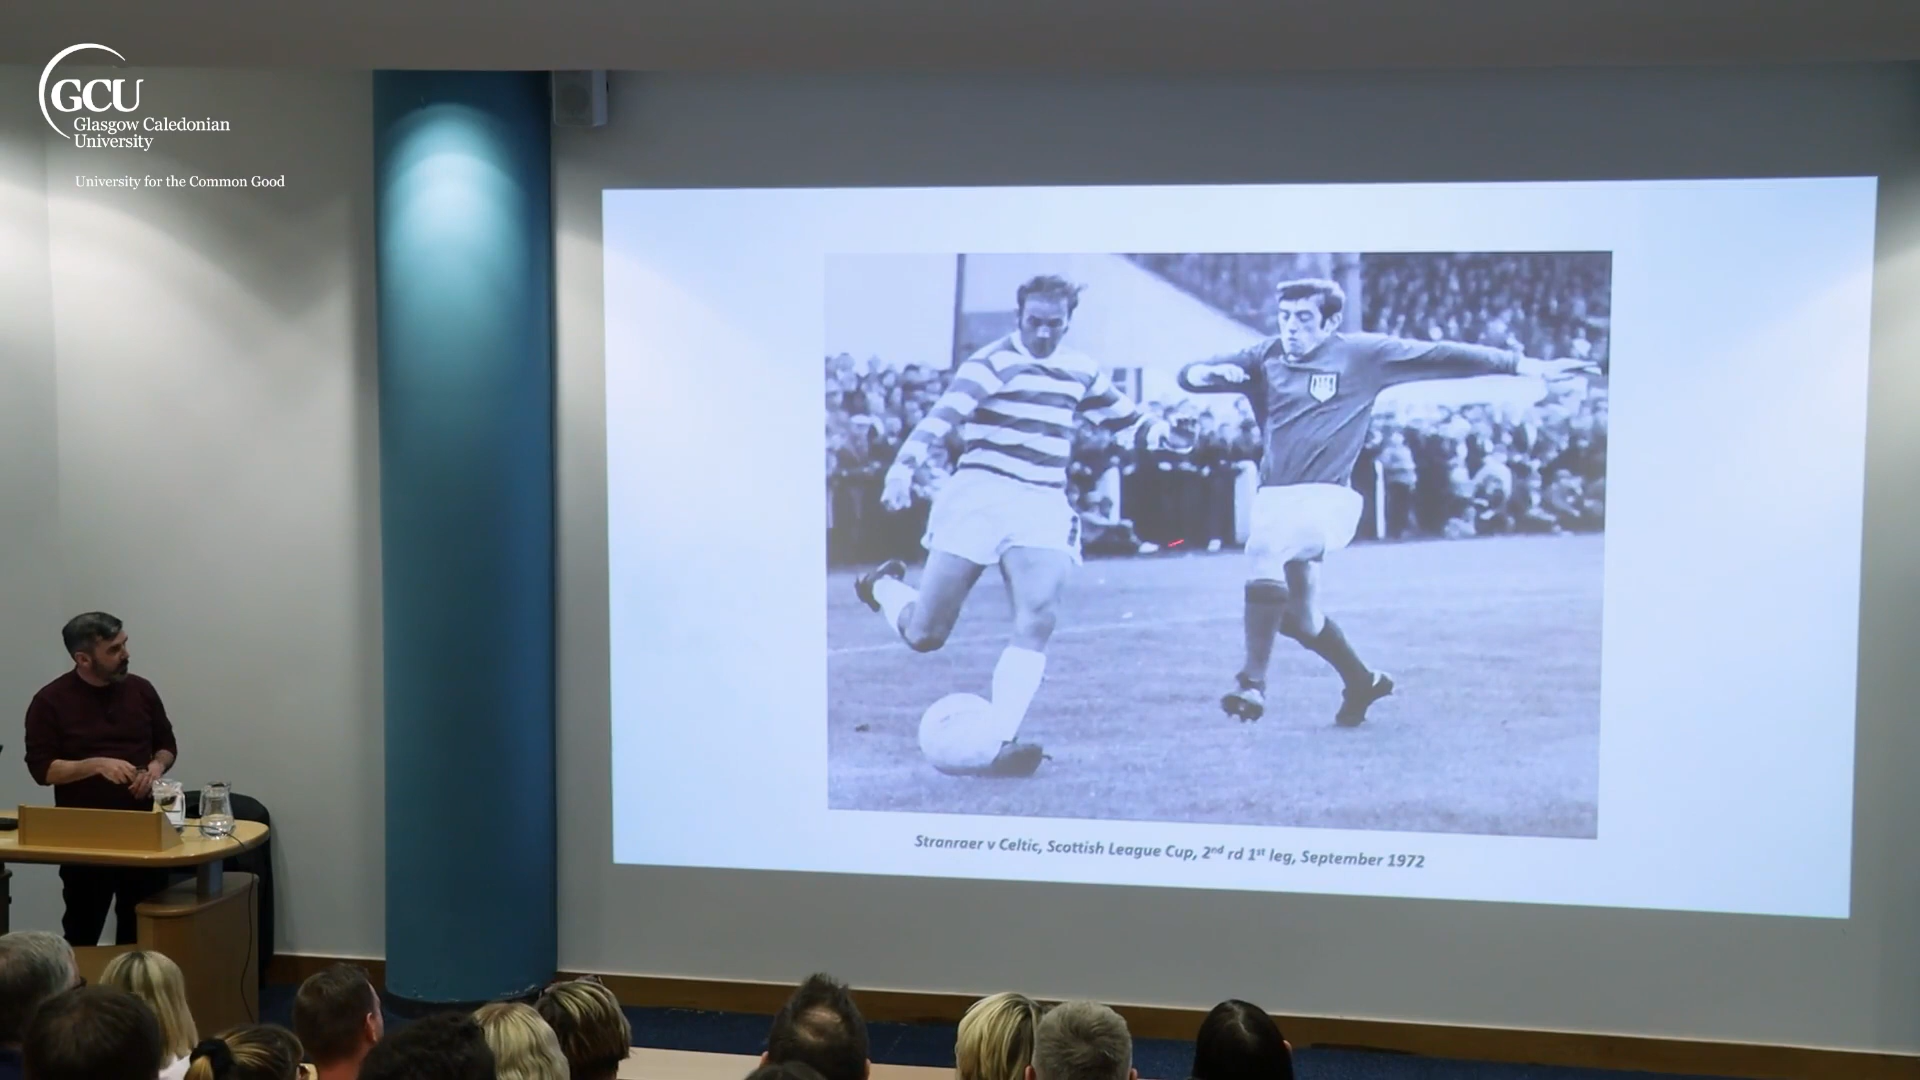 GCU
Glasgow Caledonian
University
University for the Common Good
Stranraer v Celtic, Scottish League Cup, 2nd rd 1st leg, September 1972